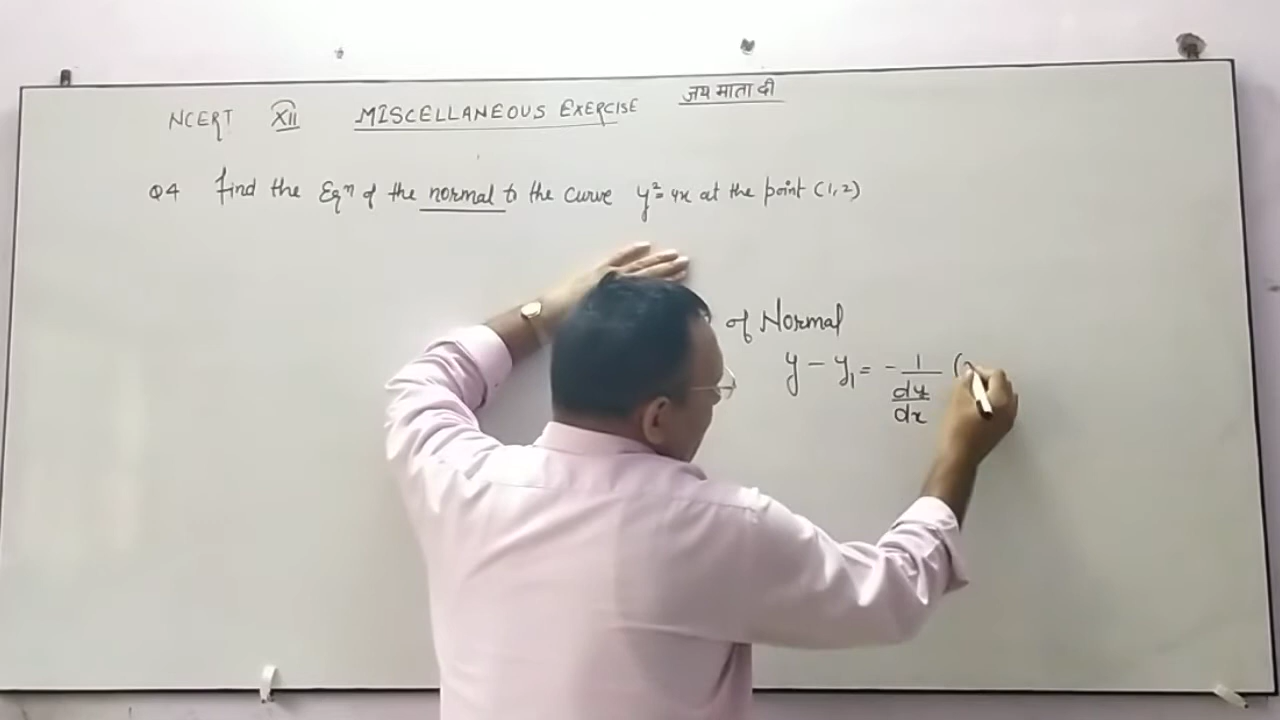 NCERT XII MISCELLANEOUS EXERCISE जय माता दी
Q4 Find the Eqⁿ of the normal to the curve y² = 4x at the point (1, 2)
of Normal
y - y₁ = - 1 / dy/dx (